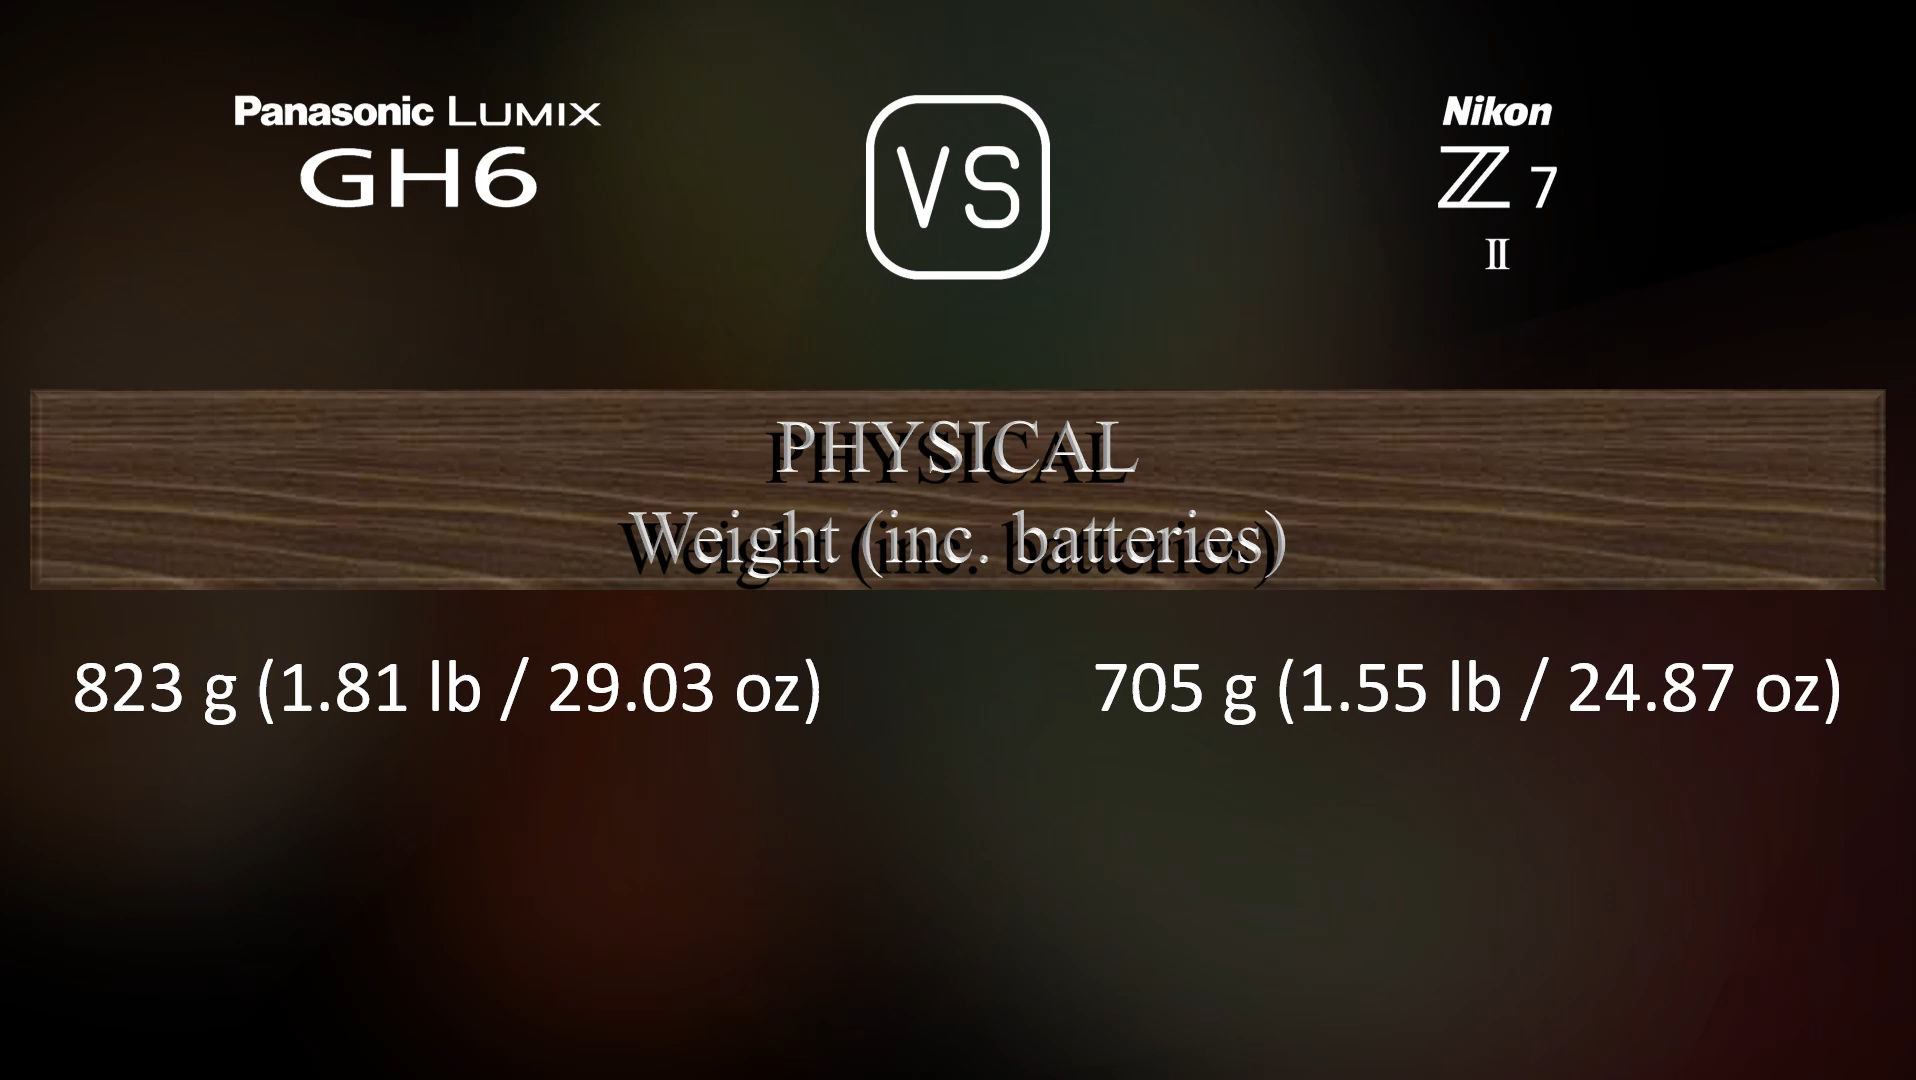 Panasonic LUMIX
GH6
VS
Nikon
Z 7
II
PHYSICAL
Weight (inc. batteries)
823 g (1.81 lb / 29.03 oz)
705 g (1.55 lb / 24.87 oz)